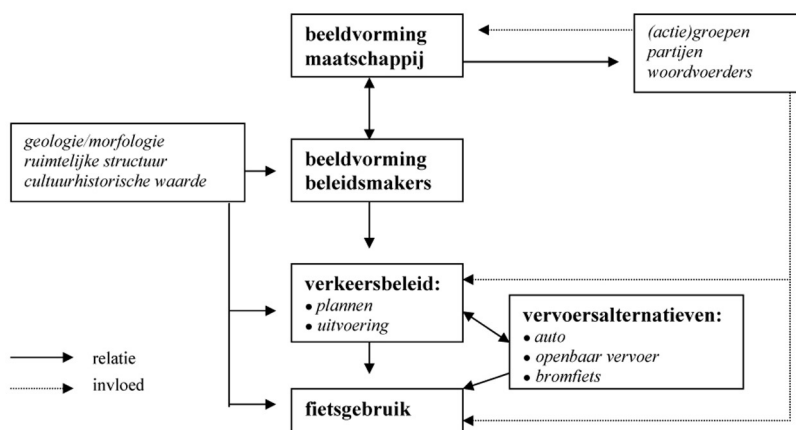 beeldvorming
maatschappij
(actie)groepen
partijen
woordvoerders
geologie/morfologie
ruimtelijke structuur
cultuurhistorische waarde
beeldvorming
beleidsmakers
verkeersbeleid:
• plannen
• uitvoering
vervoersalternatieven:
• auto
• openbaar vervoer
• bromfiets
relatie
invloed
fietsgebruik